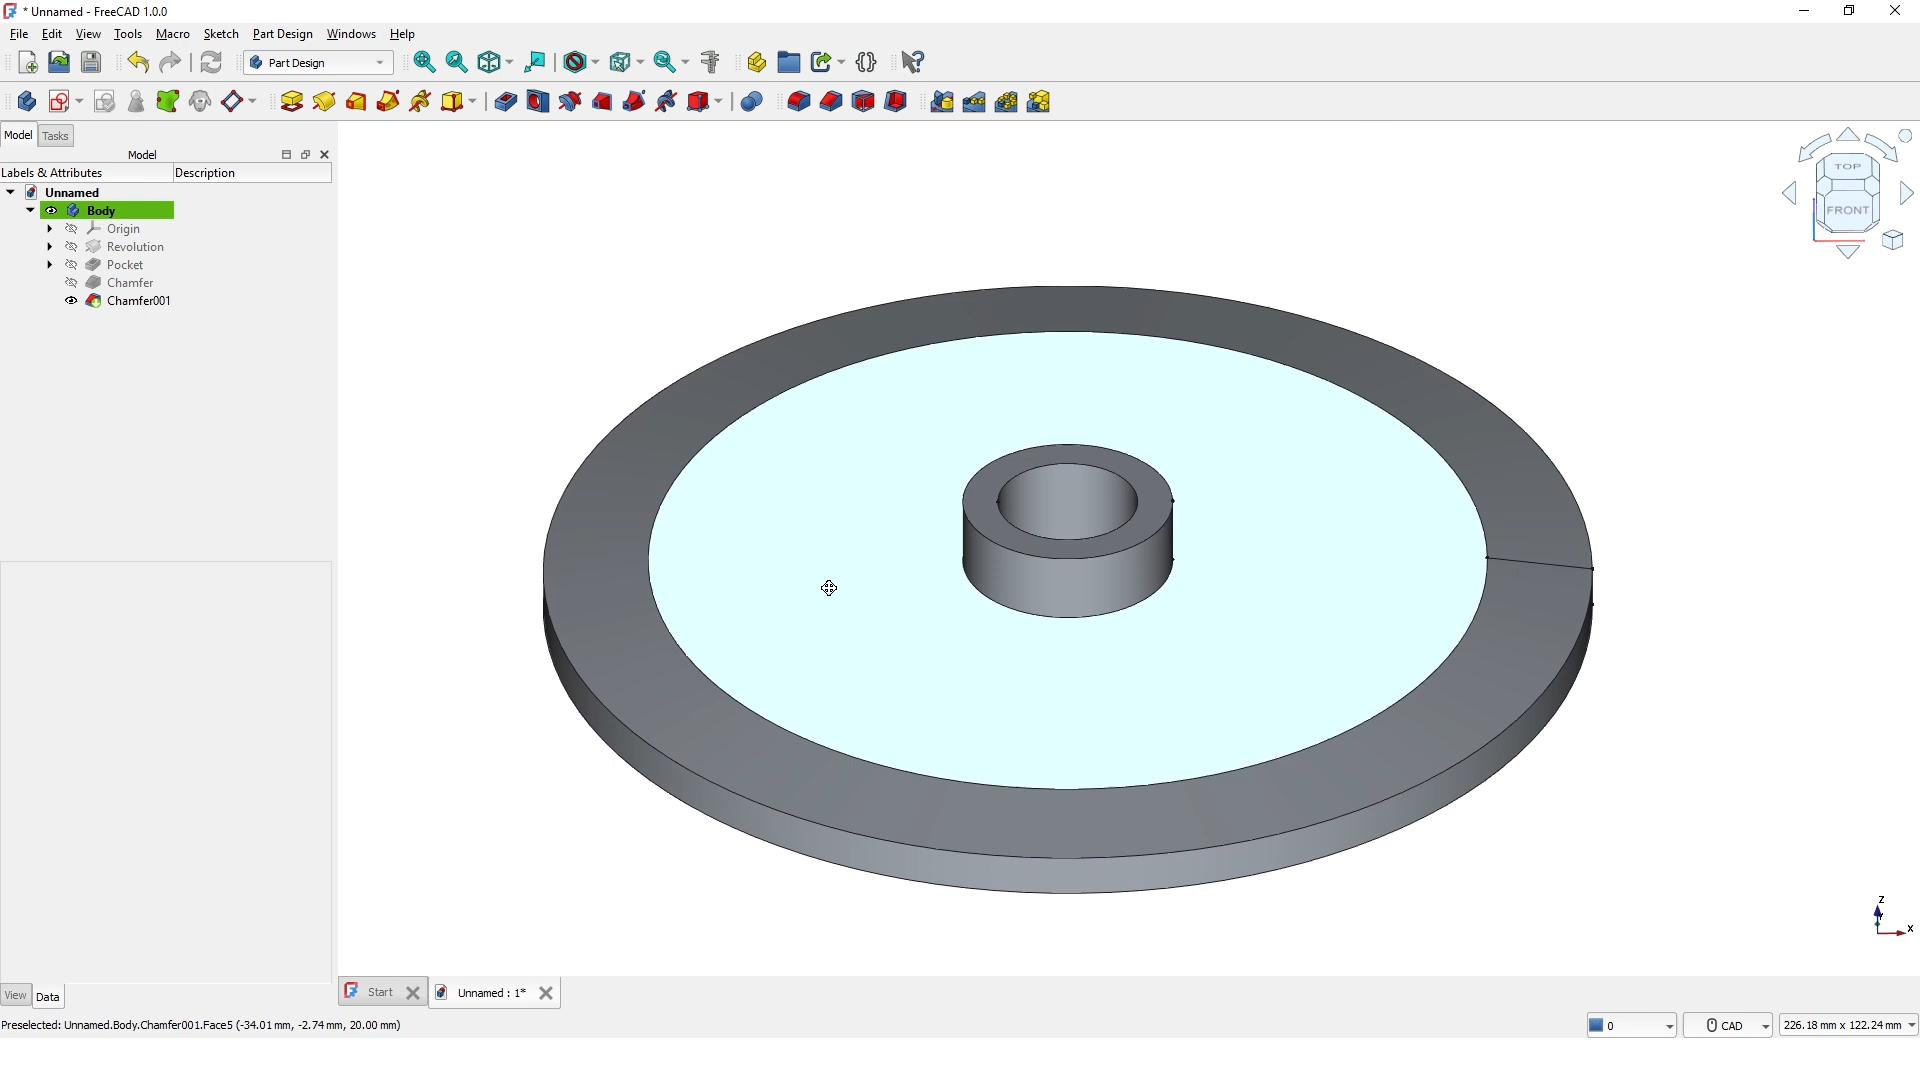 * Unnamed - FreeCAD 1.0.0
File Edit View Tools Macro Sketch Part Design Windows Help
Part Design
Model Tasks
Model
Labels & Attributes Description
Unnamed
Body
Origin
Revolution
Pocket
Chamfer
Chamfer001
TOP
FRONT
Z
Y
X
View Data
Start Unnamed : 1*
Preselected: Unnamed.Body.Chamfer001.Face5 (-34.01 mm, -2.74 mm, 20.00 mm)
0 CAD 226.18 mm x 122.24 mm